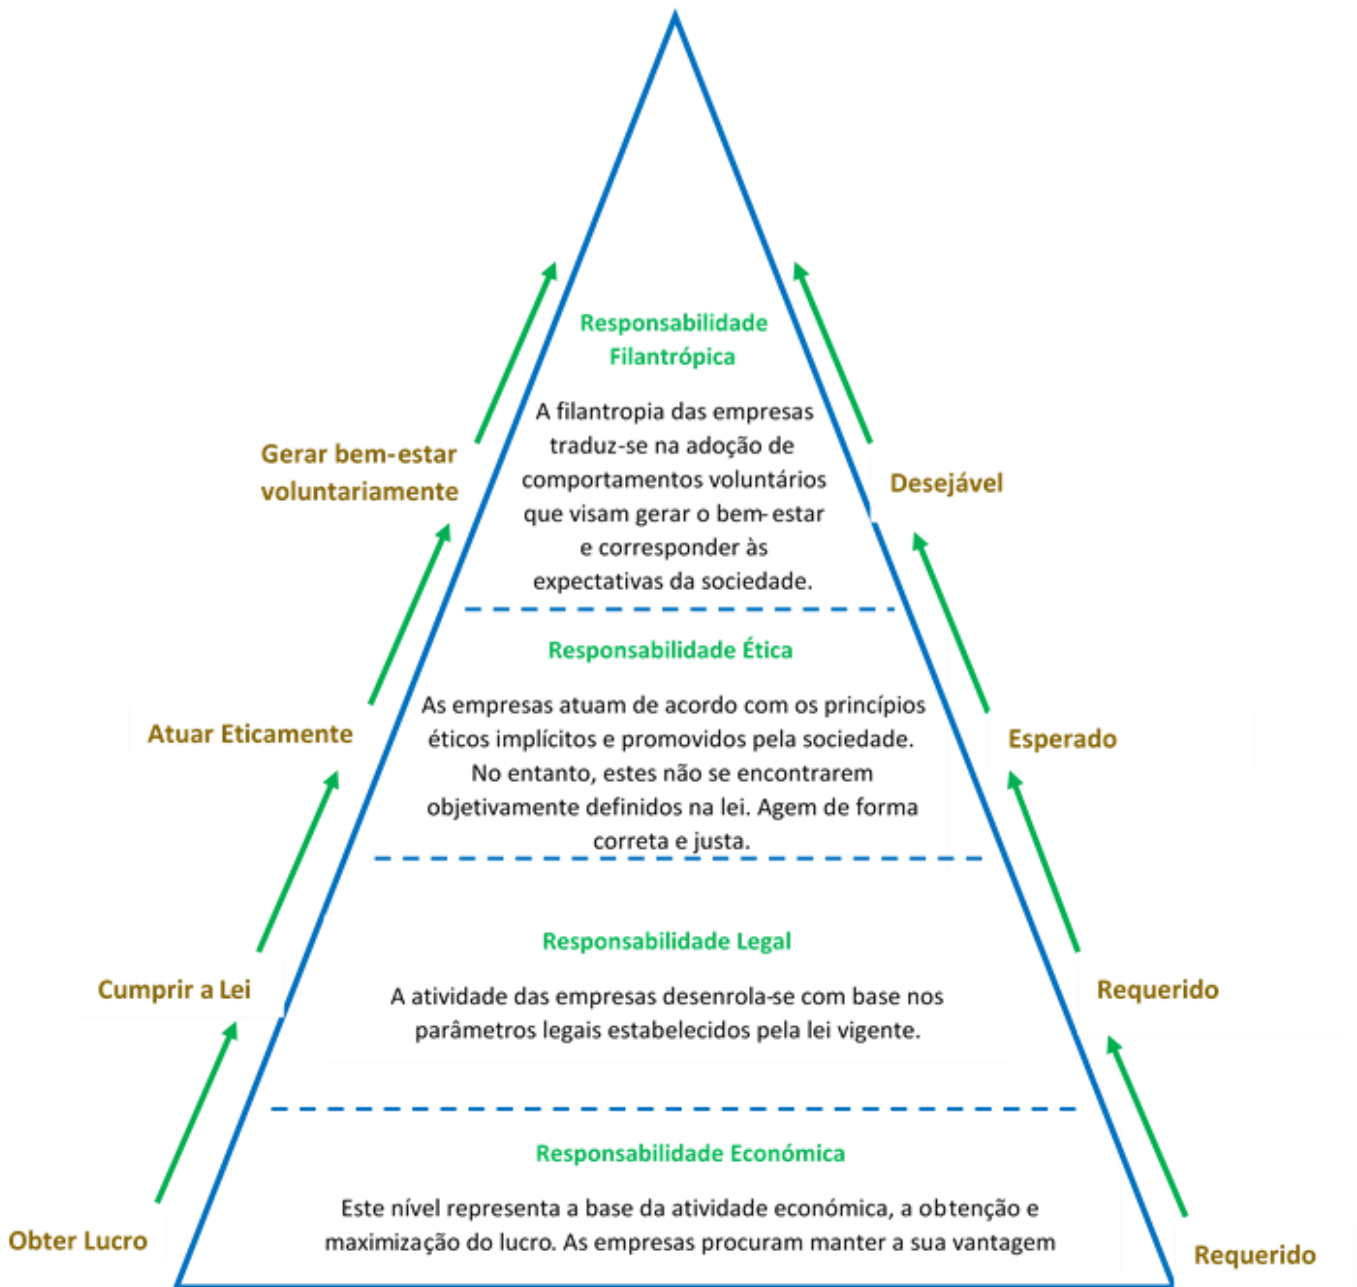 Responsabilidade
Filantrópica
A filantropia das empresas
traduz-se na adoção de
comportamentos voluntários
que visam gerar o bem-estar
e corresponder às
expectativas da sociedade.
Gerar bem-estar
voluntariamente
Desejável
Responsabilidade Ética
As empresas atuam de acordo com os princípios
éticos implícitos e promovidos pela sociedade.
No entanto, estes não se encontrarem
objetivamente definidos na lei. Agem de forma
correta e justa.
Atuar Eticamente
Esperado
Responsabilidade Legal
A atividade das empresas desenrola-se com base nos
parâmetros legais estabelecidos pela lei vigente.
Cumprir a Lei
Requerido
Responsabilidade Económica
Este nível representa a base da atividade económica, a obtenção e
maximização do lucro. As empresas procuram manter a sua vantagem
Obter Lucro
Requerido